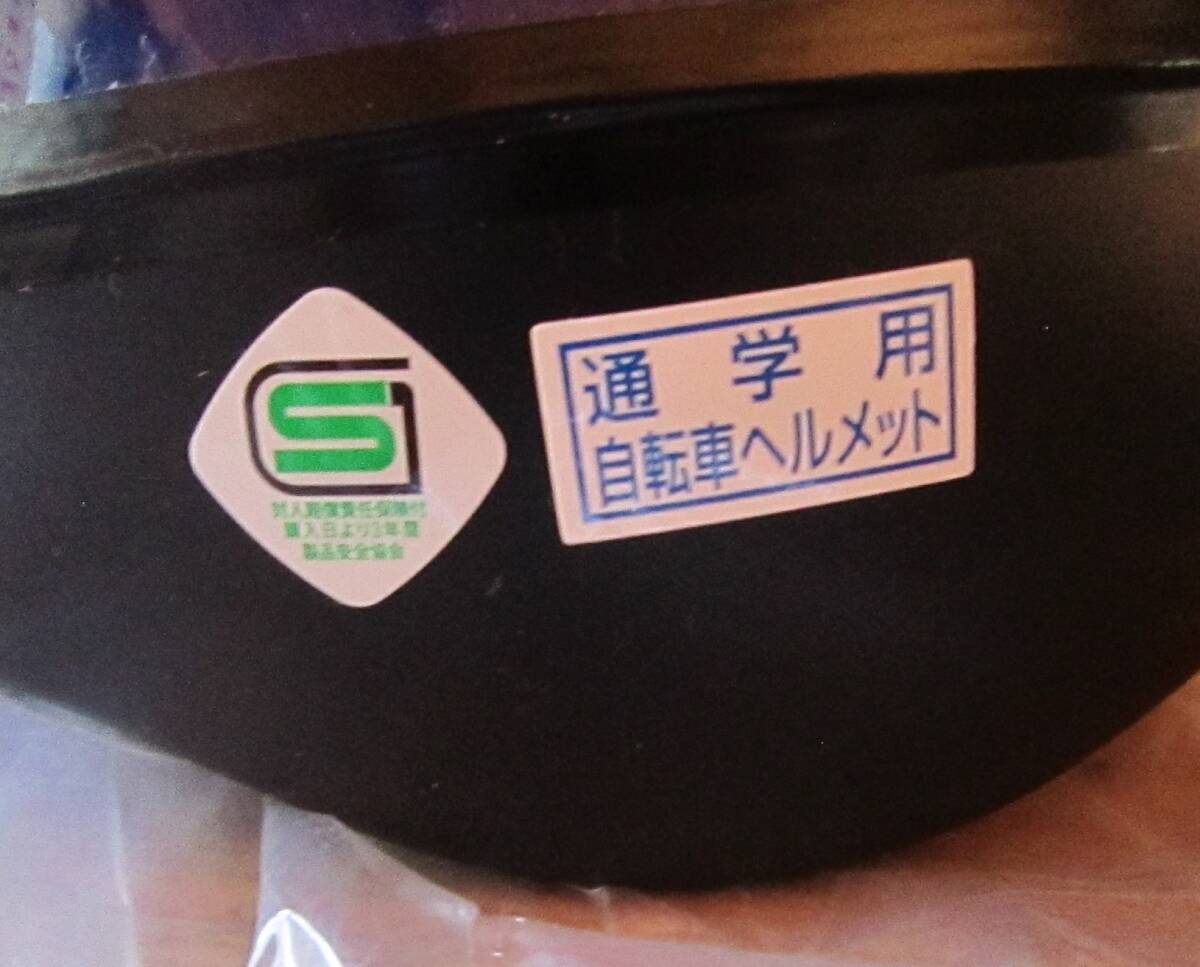 SG
対人賠償責任保険付
購入日より3年間
製品安全協会
通学用
自転車ヘルメット